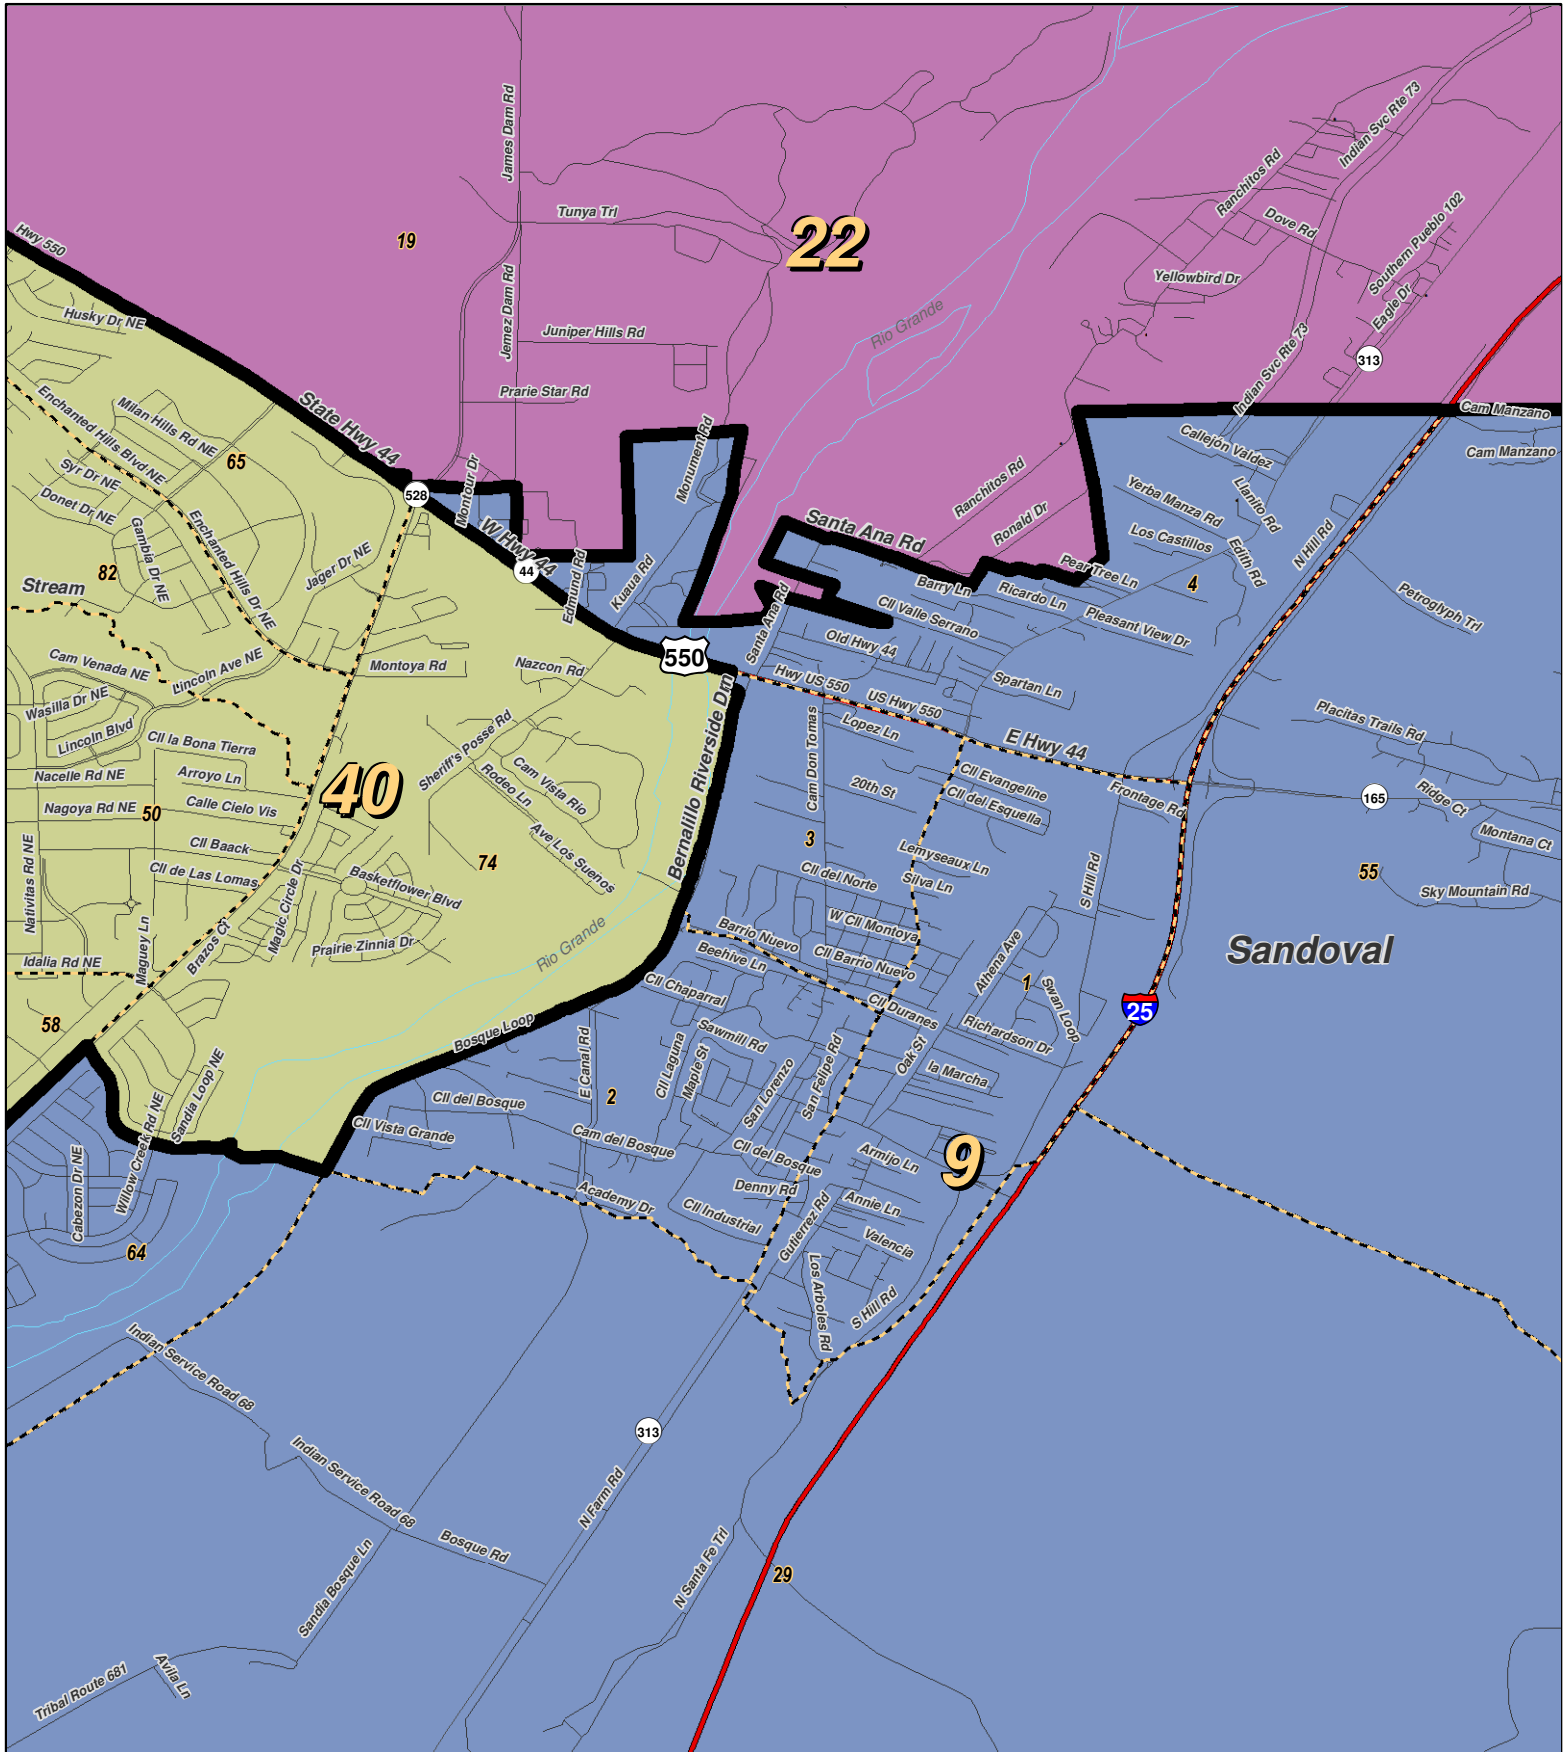 James Dam Rd
Indian Svc Rte 73
Ranchitos Rd
Tunya Trl
19
22
Dove Rd
Southern Pueblo 102
Hwy 550
Yellowbird Dr
Eagle Dr
Jemez Dam Rd
Husky Dr NE
Juniper Hills Rd
Rio Grande
Indian Svc Rte 73
313
Prarie Star Rd
Enchanted Hills Blvd NE
Milan Hills Rd NE
State Hwy 44
Cam Manzano
Monument Rd
Callejón Valdez
Cam Manzano
65
Syr Dr NE
Montour Dr
Ranchitos Rd
Llanito Rd
528
Yerba Manza Rd
Donet Dr NE
Gambia Dr NE
Enchanted Hills Dr NE
W Hwy 44
Santa Ana Rd
Ronald Dr
Los Castillos
N Hill Rd
Jager Dr NE
44
Edith Rd
82
Stream
Edmund Rd
Kuaua Rd
Barry Ln
Pear Tree Ln
4
Ricardo Ln
Petroglyph Trl
Cll Valle Serrano
Pleasant View Dr
Santa Ana Rd
Old Hwy 44
Cam Venada NE
Lincoln Ave NE
Montoya Rd
Nazcon Rd
550
Hwy US 550
US Hwy 550
Spartan Ln
Wasilla Dr NE
Lincoln Blvd
Bernalillo Riverside Drn
Cam Don Tomas
Lopez Ln
E Hwy 44
Placitas Trails Rd
Cll la Bona Tierra
Sheriff's Posse Rd
Nacelle Rd NE
Arroyo Ln
40
Rodeo Ln
Cam Vista Rio
20th St
Cll Evangeline
Cll del Esquella
Frontage Rd
165
Ridge Ct
Nagoya Rd NE
50
Calle Cielo Vis
Montana Ct
Cll Baack
3
Lemyseaux Ln
Ave Los Suenos
74
Cll de Las Lomas
Basketflower Blvd
Cll del Norte
Silva Ln
S Hill Rd
55
Sky Mountain Rd
Nativitas Rd NE
Magic Circle Dr
W Cll Montoya
Barrio Nuevo
Brazos Ct
Prairie Zinnia Dr
Rio Grande
Maguey Ln
Cll Barrio Nuevo
Athena Ave
Sandoval
Idalia Rd NE
Beehive Ln
1
Swan Loop
Cll Chaparral
Cll Duranes
25
58
Bosque Loop
Sawmill Rd
Richardson Dr
E Canal Rd
Cll Laguna
Maple St
San Lorenzo
San Felipe Rd
Oak St
la Marcha
Sandia Loop NE
2
Cll del Bosque
Willow Creek Rd NE
Cll Vista Grande
Cam del Bosque
Cll del Bosque
Armijo Ln
9
Cabezon Dr NE
Academy Dr
Denny Rd
Annie Ln
Cll Industrial
Gutierrez Rd
Valencia
64
Los Arboles Rd
S Hill Rd
Indian Service Road 68
313
Indian Service Road 68
N Farm Rd
Bosque Rd
Sandia Bosque Ln
N Santa Fe Trl
29
Avila Ln
Tribal Route 681